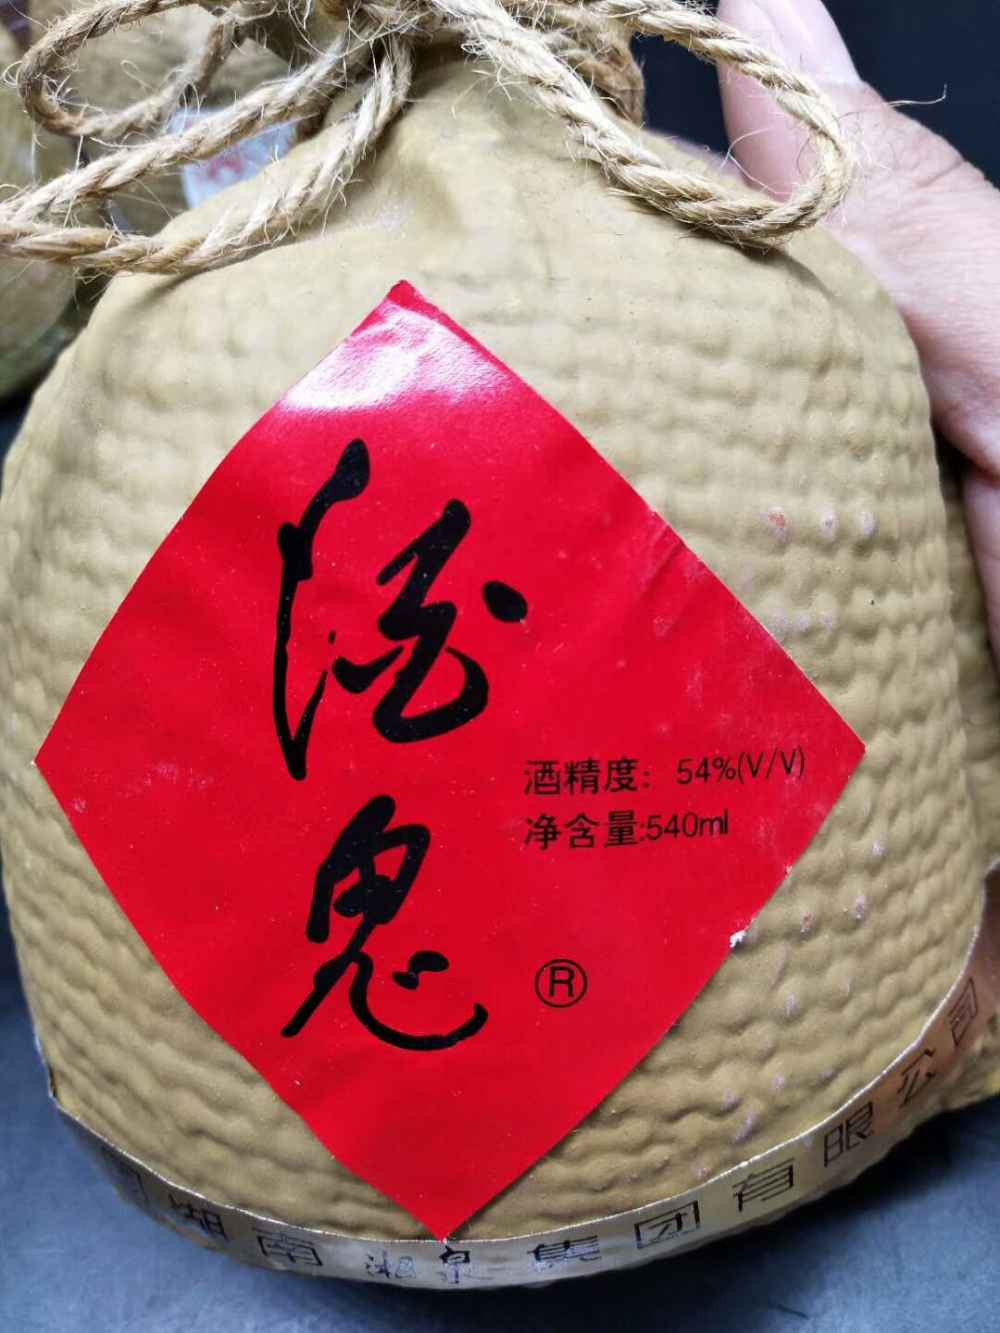 酒鬼
酒精度：54%(V/V)
净含量:540ml
®
湖南湘泉集团有限公司